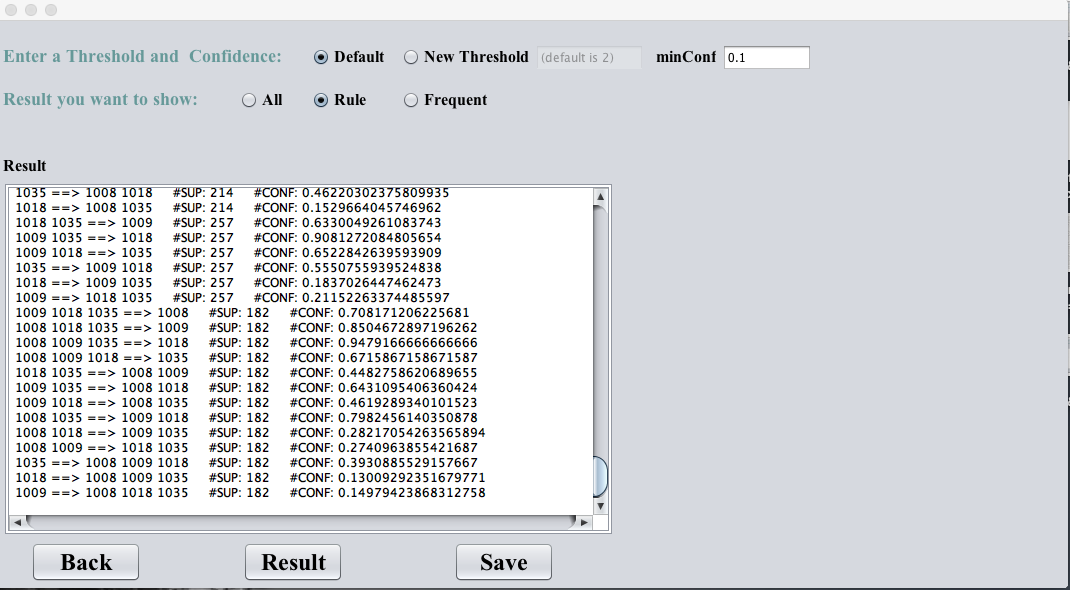 Enter a Threshold and Confidence: Default New Threshold (default is 2) minConf 0.1
Result you want to show: All Rule Frequent
Result
1035 ==> 1008 1018 #SUP: 214 #CONF: 0.46220302375809935
1018 ==> 1008 1035 #SUP: 214 #CONF: 0.1529664045746962
1018 1035 ==> 1009 #SUP: 257 #CONF: 0.6330049261083743
1009 1035 ==> 1018 #SUP: 257 #CONF: 0.9081272084805654
1009 1018 ==> 1035 #SUP: 257 #CONF: 0.6522842639593909
1035 ==> 1009 1018 #SUP: 257 #CONF: 0.5550755939524838
1018 ==> 1009 1035 #SUP: 257 #CONF: 0.1837026447462473
1009 ==> 1018 1035 #SUP: 257 #CONF: 0.21152263374485597
1009 1018 1035 ==> 1008 #SUP: 182 #CONF: 0.708171206225681
1008 1018 1035 ==> 1009 #SUP: 182 #CONF: 0.8504672897196262
1008 1009 1035 ==> 1018 #SUP: 182 #CONF: 0.9479166666666666
1008 1009 1018 ==> 1035 #SUP: 182 #CONF: 0.6715867158671587
1018 1035 ==> 1008 1009 #SUP: 182 #CONF: 0.4482758620689655
1009 1035 ==> 1008 1018 #SUP: 182 #CONF: 0.6431095406360424
1009 1018 ==> 1008 1035 #SUP: 182 #CONF: 0.4619289340101523
1008 1035 ==> 1009 1018 #SUP: 182 #CONF: 0.7982456140350878
1008 1018 ==> 1009 1035 #SUP: 182 #CONF: 0.28217054263565894
1008 1009 ==> 1018 1035 #SUP: 182 #CONF: 0.2740963855421687
1035 ==> 1008 1009 1018 #SUP: 182 #CONF: 0.3930885529157667
1018 ==> 1008 1009 1035 #SUP: 182 #CONF: 0.13009292351679771
1009 ==> 1008 1018 1035 #SUP: 182 #CONF: 0.14979423868312758
Back Result Save